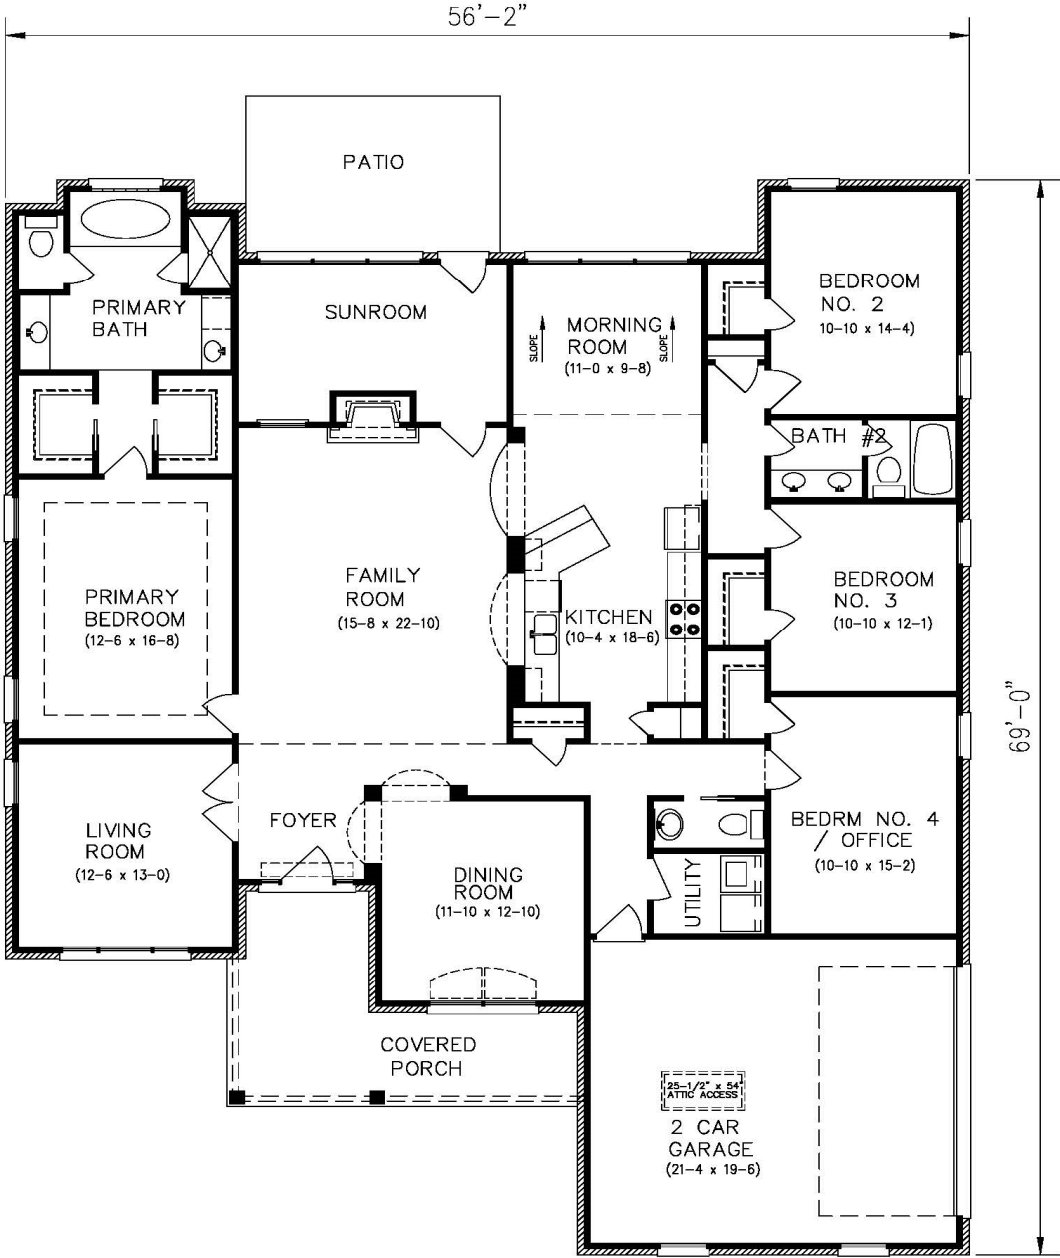 56'-2"
PATIO
SUNROOM
PRIMARY
BATH
SLOPE
MORNING
ROOM
(11-0 x 9-8)
SLOPE
BEDROOM
NO. 2
10-10 x 14-4)
BATH #2
PRIMARY
BEDROOM
(12-6 x 16-8)
FAMILY
ROOM
(15-8 x 22-10)
KITCHEN
(10-4 x 18-6)
BEDROOM
NO. 3
(10-10 x 12-1)
69'-0"
LIVING
ROOM
(12-6 x 13-0)
FOYER
DINING
ROOM
(11-10 x 12-10)
UTILITY
BEDRM NO. 4
/ OFFICE
(10-10 x 15-2)
COVERED
PORCH
25-1/2" x 54"
ATTIC ACCESS
2 CAR
GARAGE
(21-4 x 19-6)